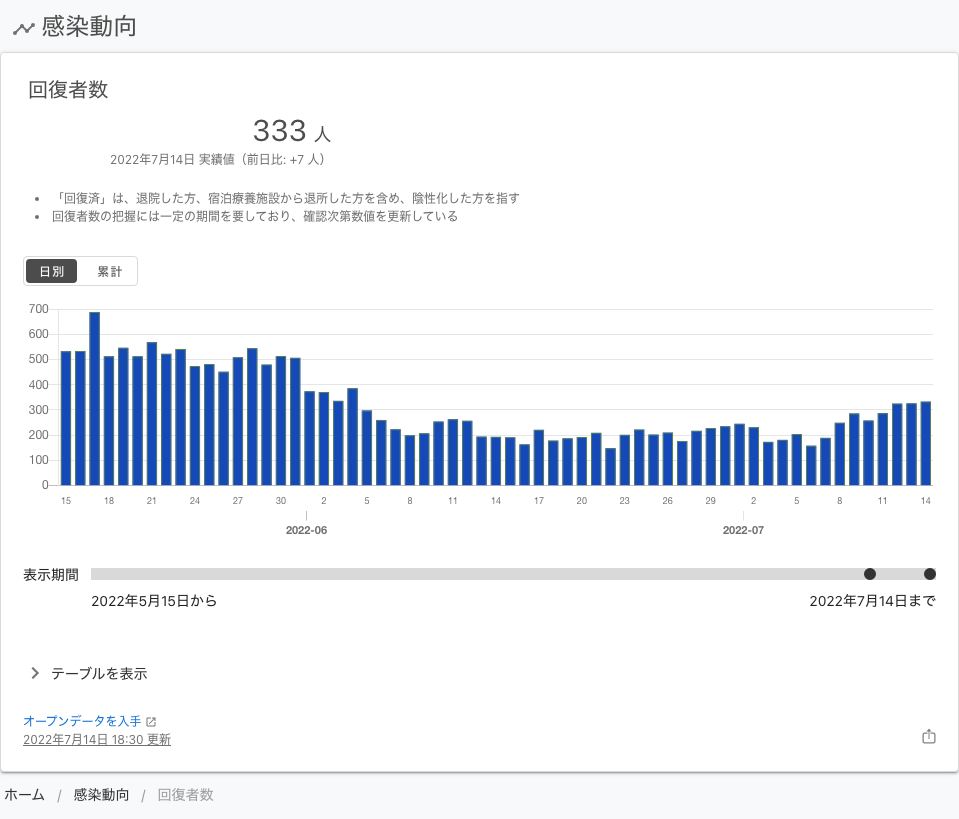 感染動向
回復者数
333 人
2022年7月14日 実績値（前日比: +7 人）
• 「回復済」は、退院した方、宿泊療養施設から退所した方を含め、陰性化した方を指す
• 回復者数の把握には一定の期間を要しており、確認次第数値を更新している
日別 累計
700
600
500
400
300
200
100
0
15 18 21 24 27 30 2 5 8 11 14 17 20 23 26 29 2 5 8 11 14
2022-06 2022-07
表示期間
2022年5月15日から 2022年7月14日まで
テーブルを表示
オープンデータを入手
2022年7月14日 18:30 更新
ホーム / 感染動向 / 回復者数